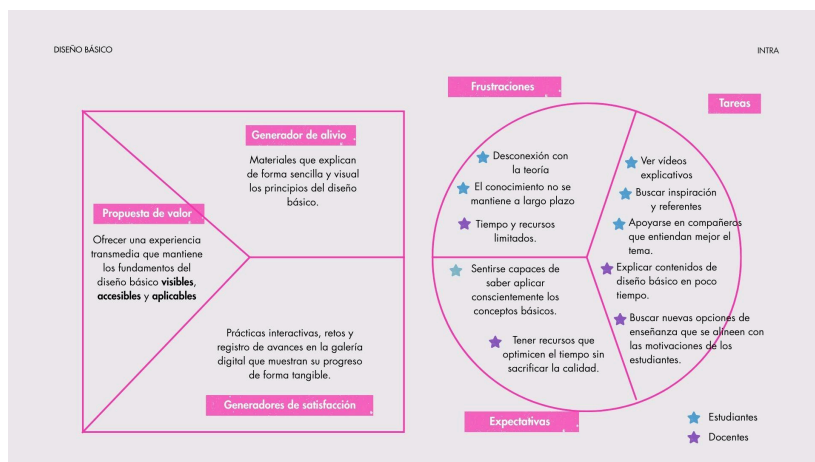 DISEÑO BÁSICO
INTRA
Generador de alivio
Materiales que explican
de forma sencilla y visual
los principios del diseño
básico.
Propuesta de valor
Ofrecer una experiencia
transmedia que mantiene
los fundamentos del
diseño básico visibles,
accesibles y aplicables
Prácticas interactivas, retos y
registro de avances en la galería
digital que muestran su progreso
de forma tangible.
Generadores de satisfacción
Frustraciones
Desconexión con
la teoría
El conocimiento no se
mantiene a largo plazo
Tiempo y recursos
limitados.
Tareas
Ver vídeos
explicativos
Buscar inspiración
y referentes
Apoyarse en compañeros
que entiendan mejor el
tema.
Explicar contenidos de
diseño básico en poco
tiempo.
Buscar nuevas opciones de
enseñanza que se alineen con
las motivaciones de los
estudiantes.
Sentirse capaces de
saber aplicar
conscientemente los
conceptos básicos.
Tener recursos que
optimicen el tiempo sin
sacrificar la calidad.
Expectativas
Estudiantes
Docentes